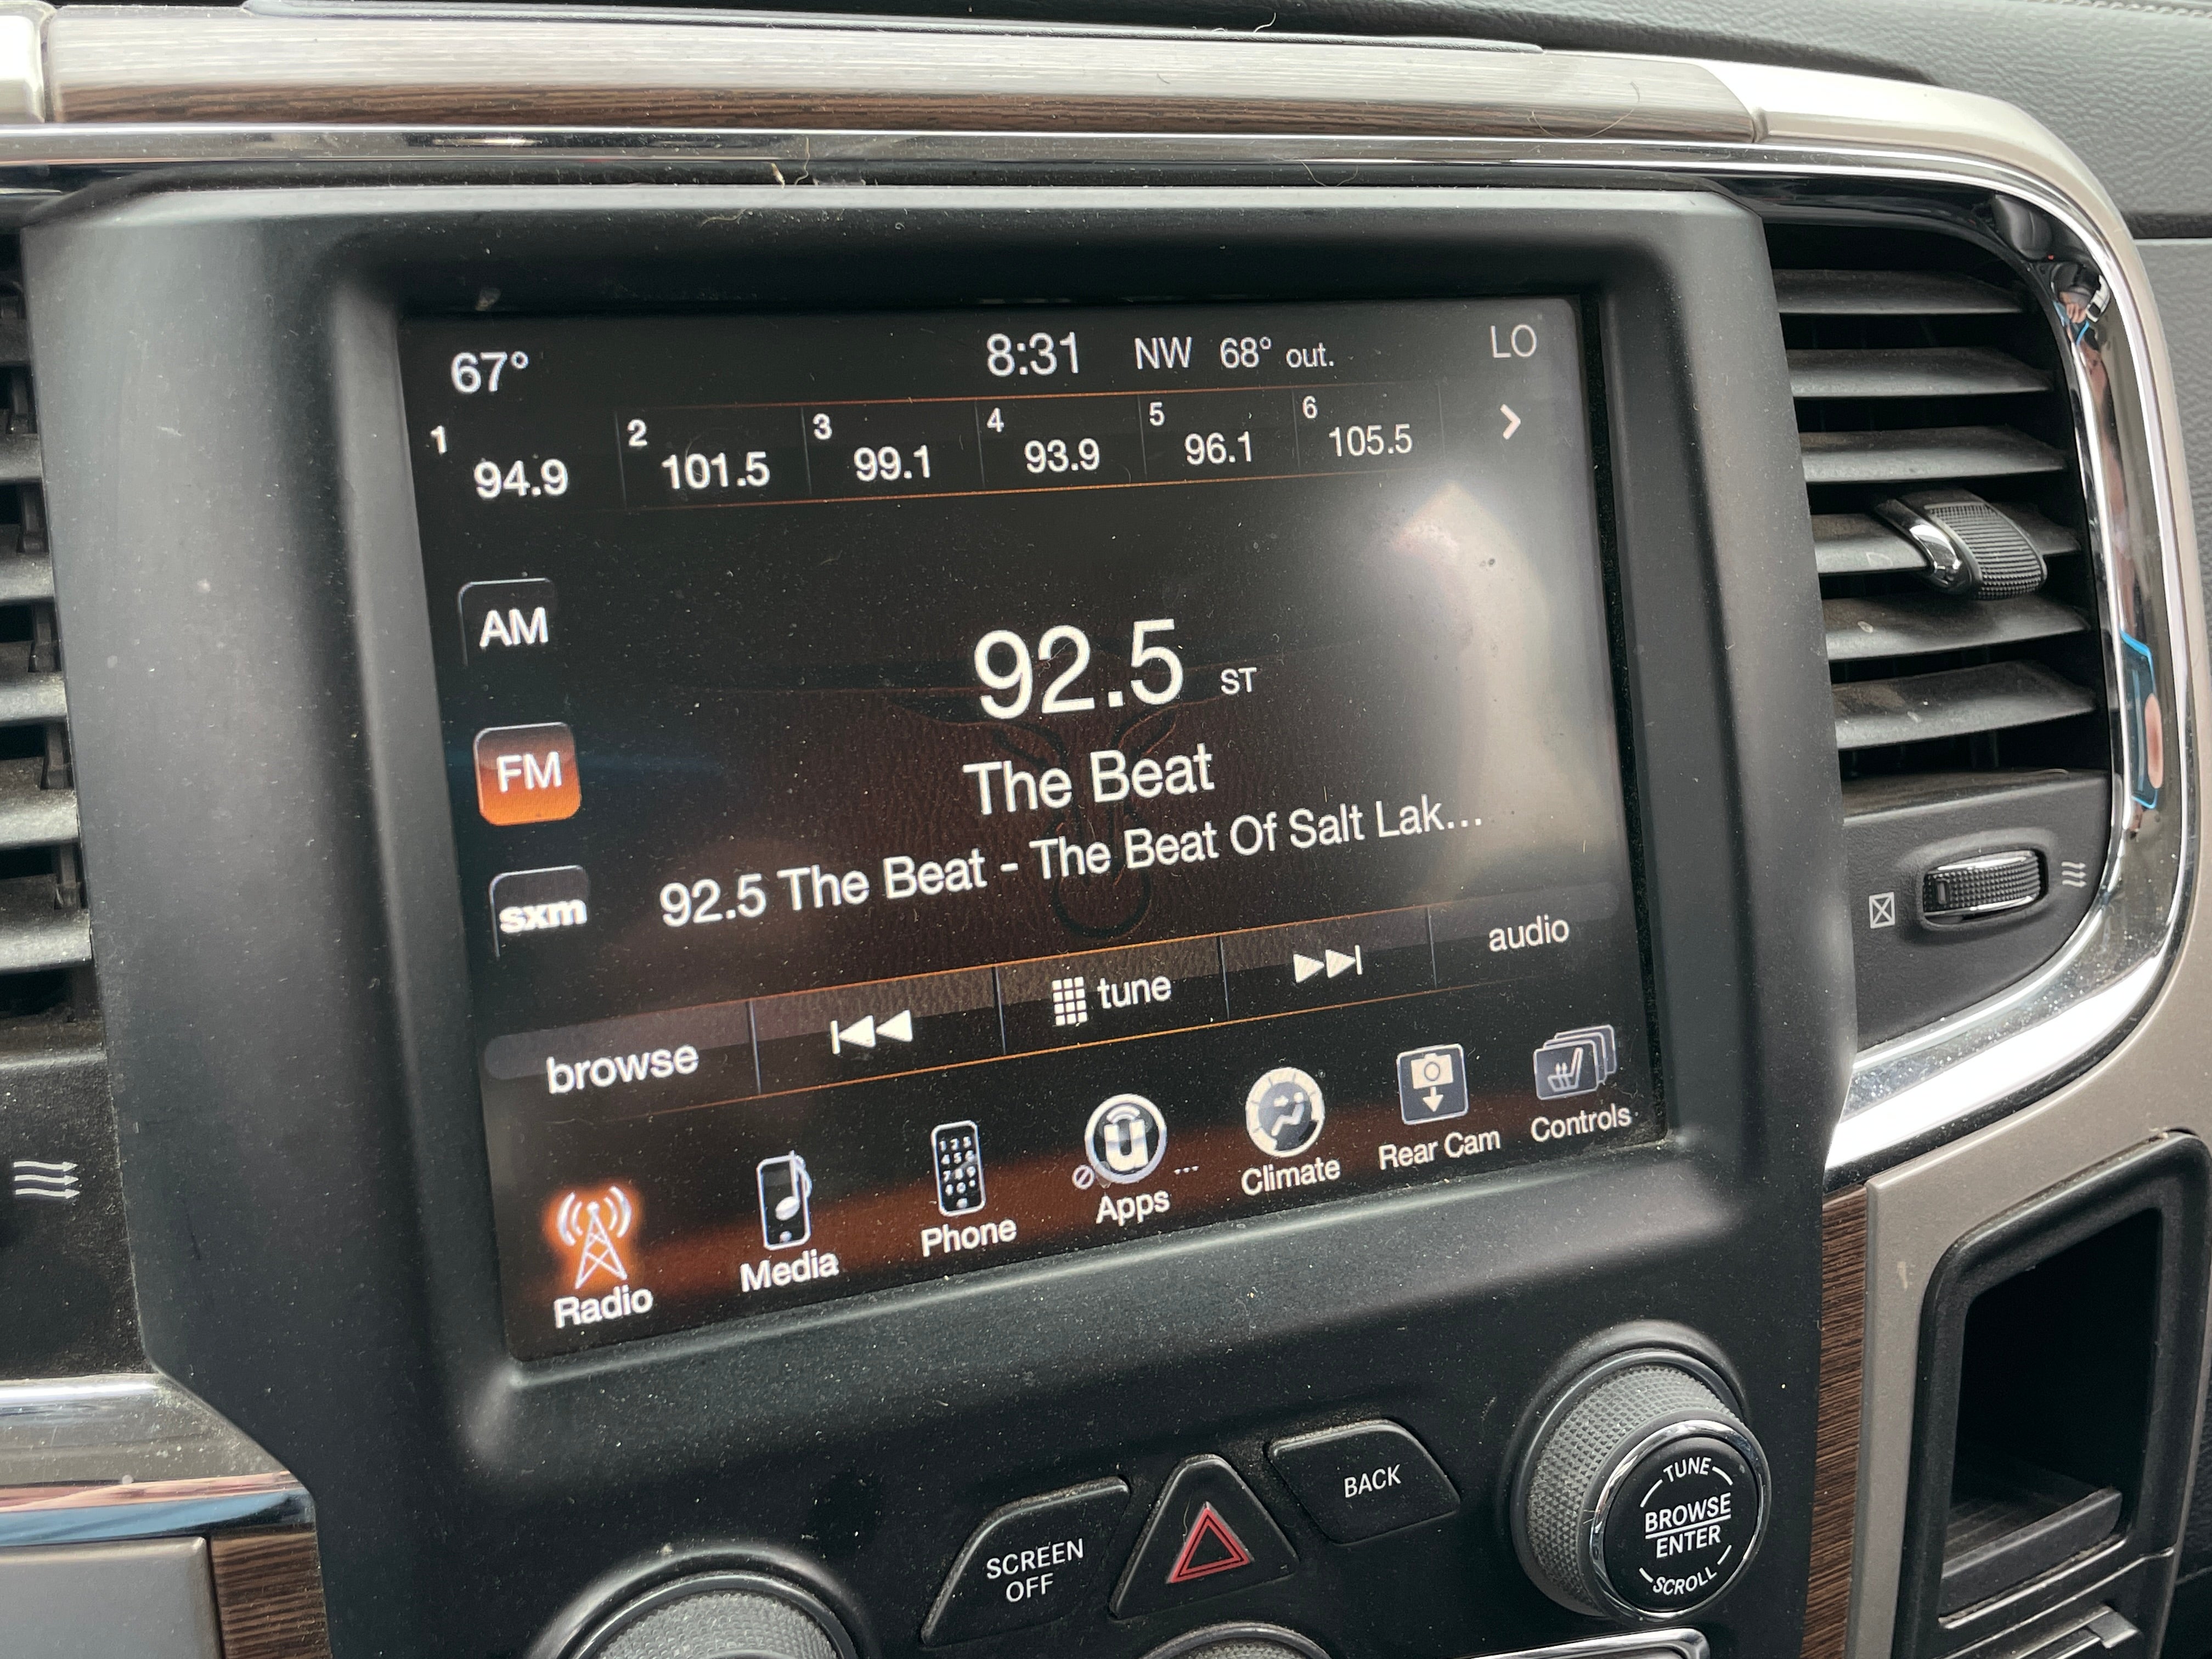 67° 8:31 NW 68° out. LO
1 94.9 2 101.5 3 99.1 4 93.9 5 96.1 6 105.5 >
AM
92.5 ST
FM
The Beat
92.5 The Beat - The Beat Of Salt Lak...
sxm
browse tune audio
Radio Media Phone Apps ... Climate Rear Cam Controls
SCREEN
OFF
BACK
TUNE
BROWSE
ENTER
SCROLL